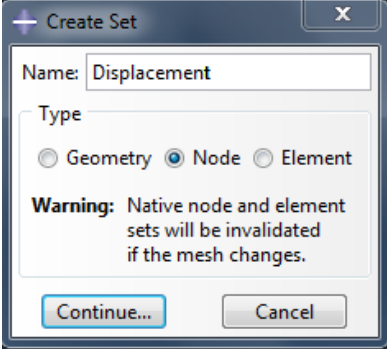 Create Set
Name: Displacement
Type
Geometry Node Element
Warning: Native node and element
sets will be invalidated
if the mesh changes.
Continue... Cancel